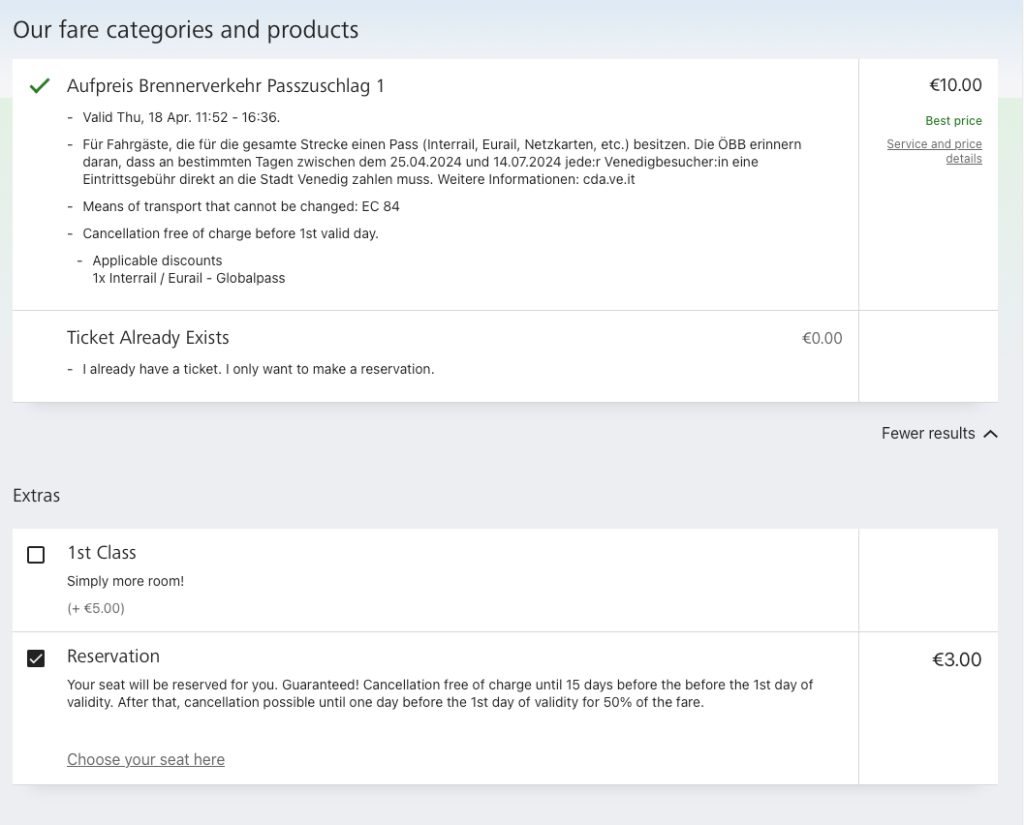 Our fare categories and products
Aufpreis Brennerverkehr Passzuschlag 1
€10.00
- Valid Thu, 18 Apr. 11:52 - 16:36.
Best price
- Für Fahrgäste, die für die gesamte Strecke einen Pass (Interrail, Eurail, Netzkarten, etc.) besitzen. Die ÖBB erinnern
daran, dass an bestimmten Tagen zwischen dem 25.04.2024 und 14.07.2024 jede:r Venedigbesucher:in eine
Eintrittsgebühr direkt an die Stadt Venedig zahlen muss. Weitere Informationen: cda.ve.it
Service and price
details
- Means of transport that cannot be changed: EC 84
- Cancellation free of charge before 1st valid day.
- Applicable discounts
1x Interrail / Eurail - Globalpass
Ticket Already Exists
€0.00
- I already have a ticket. I only want to make a reservation.
Fewer results
Extras
1st Class
Simply more room!
(+ €5.00)
Reservation
€3.00
Your seat will be reserved for you. Guaranteed! Cancellation free of charge until 15 days before the before the 1st day of
validity. After that, cancellation possible until one day before the 1st day of validity for 50% of the fare.
Choose your seat here